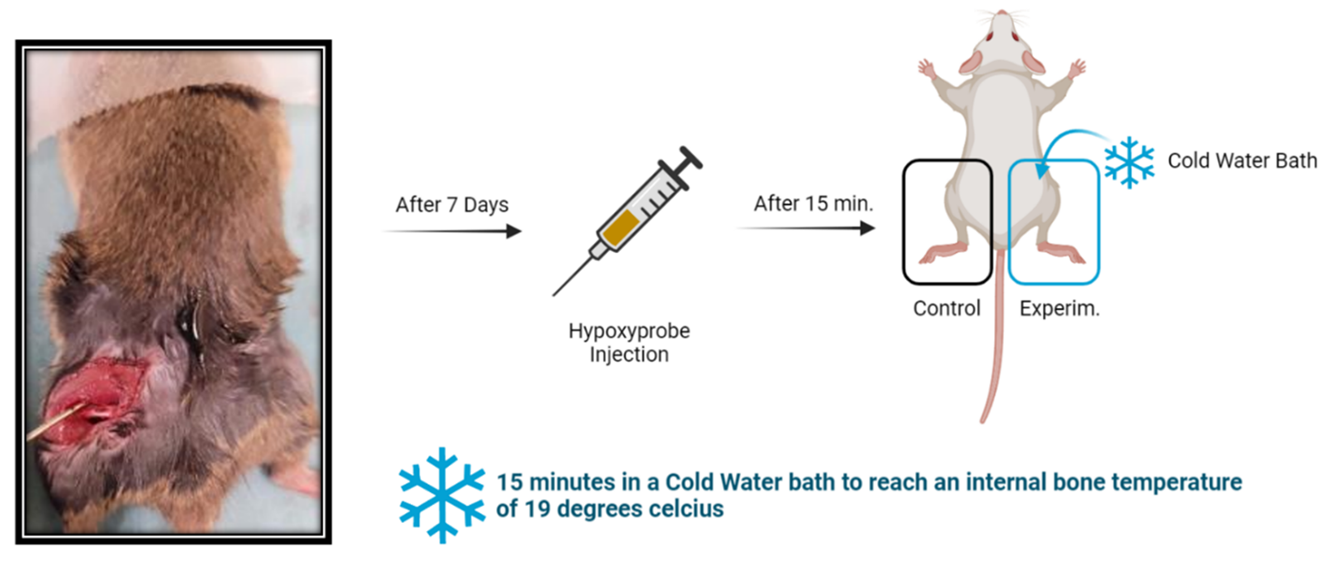 After 7 Days
Hypoxyprobe
Injection
After 15 min.
Cold Water Bath
Control
Experim.
15 minutes in a Cold Water bath to reach an internal bone temperature
of 19 degrees celcius